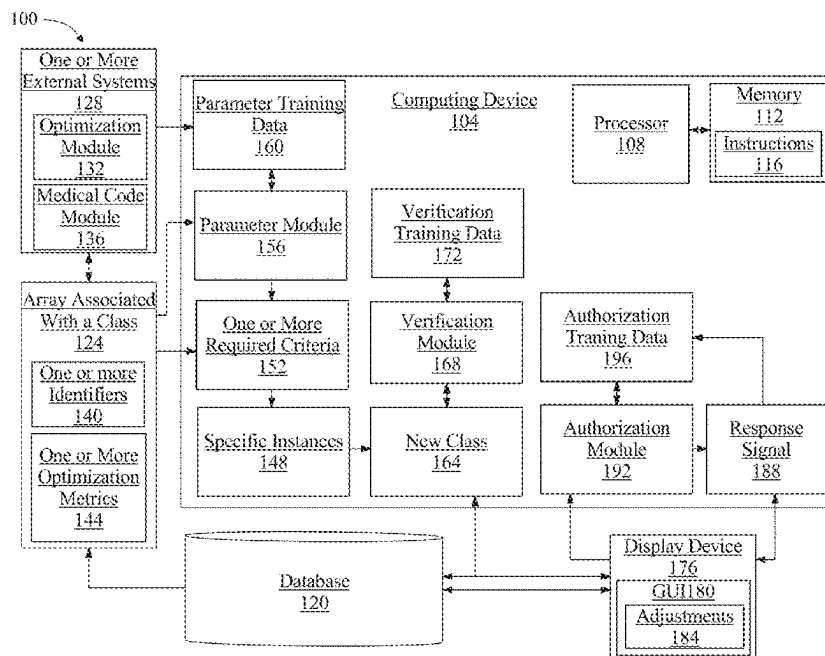 100
One or More
External Systems
128
Optimization
Module
132
Medical Code
Module
136
Array Associated
With a Class
124
One or more
Identifiers
140
One or More
Optimization
Metrics
144
Parameter Training
Data
160
Computing Device
104
Processor
108
Memory
112
Instructions
116
Parameter Module
156
Verification
Training Data
172
One or More
Required Criteria
152
Verification
Module
168
Authorization
Traning Data
196
Specific Instances
148
New Class
164
Authorization
Module
192
Response
Signal
188
Database
120
Display Device
176
GUI180
Adjustments
184